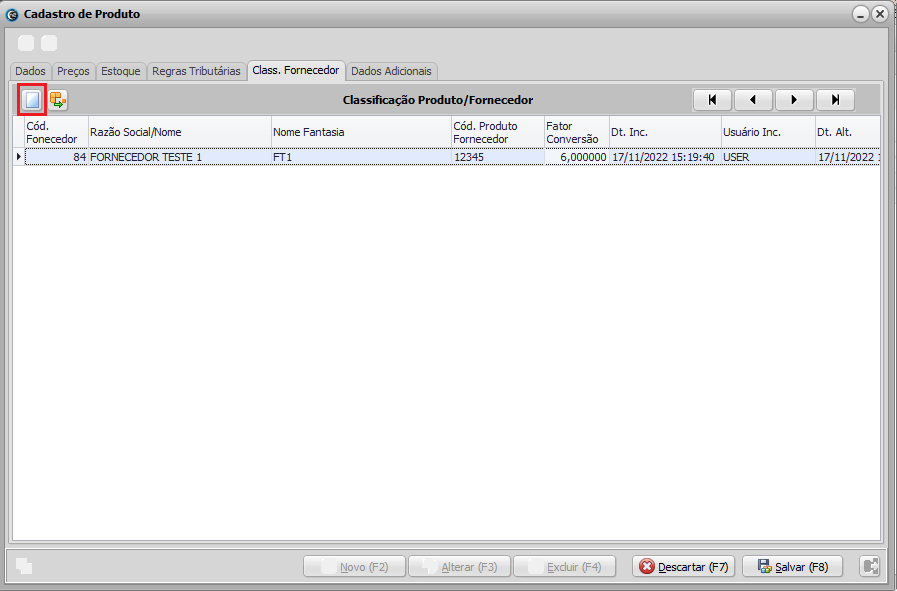 Cadastro de Produto
Dados Preços Estoque Regras Tributárias Class. Fornecedor Dados Adicionais
Classificação Produto/Fornecedor
Cód. Fonecedor Razão Social/Nome Nome Fantasia Cód. Produto Fornecedor Fator Conversão Dt. Inc. Usuário Inc. Dt. Alt.
84 FORNECEDOR TESTE 1 FT1 12345 6,000000 17/11/2022 15:19:40 USER 17/11/2022 1
Novo (F2) Alterar (F3) Excluir (F4) Descartar (F7) Salvar (F8)